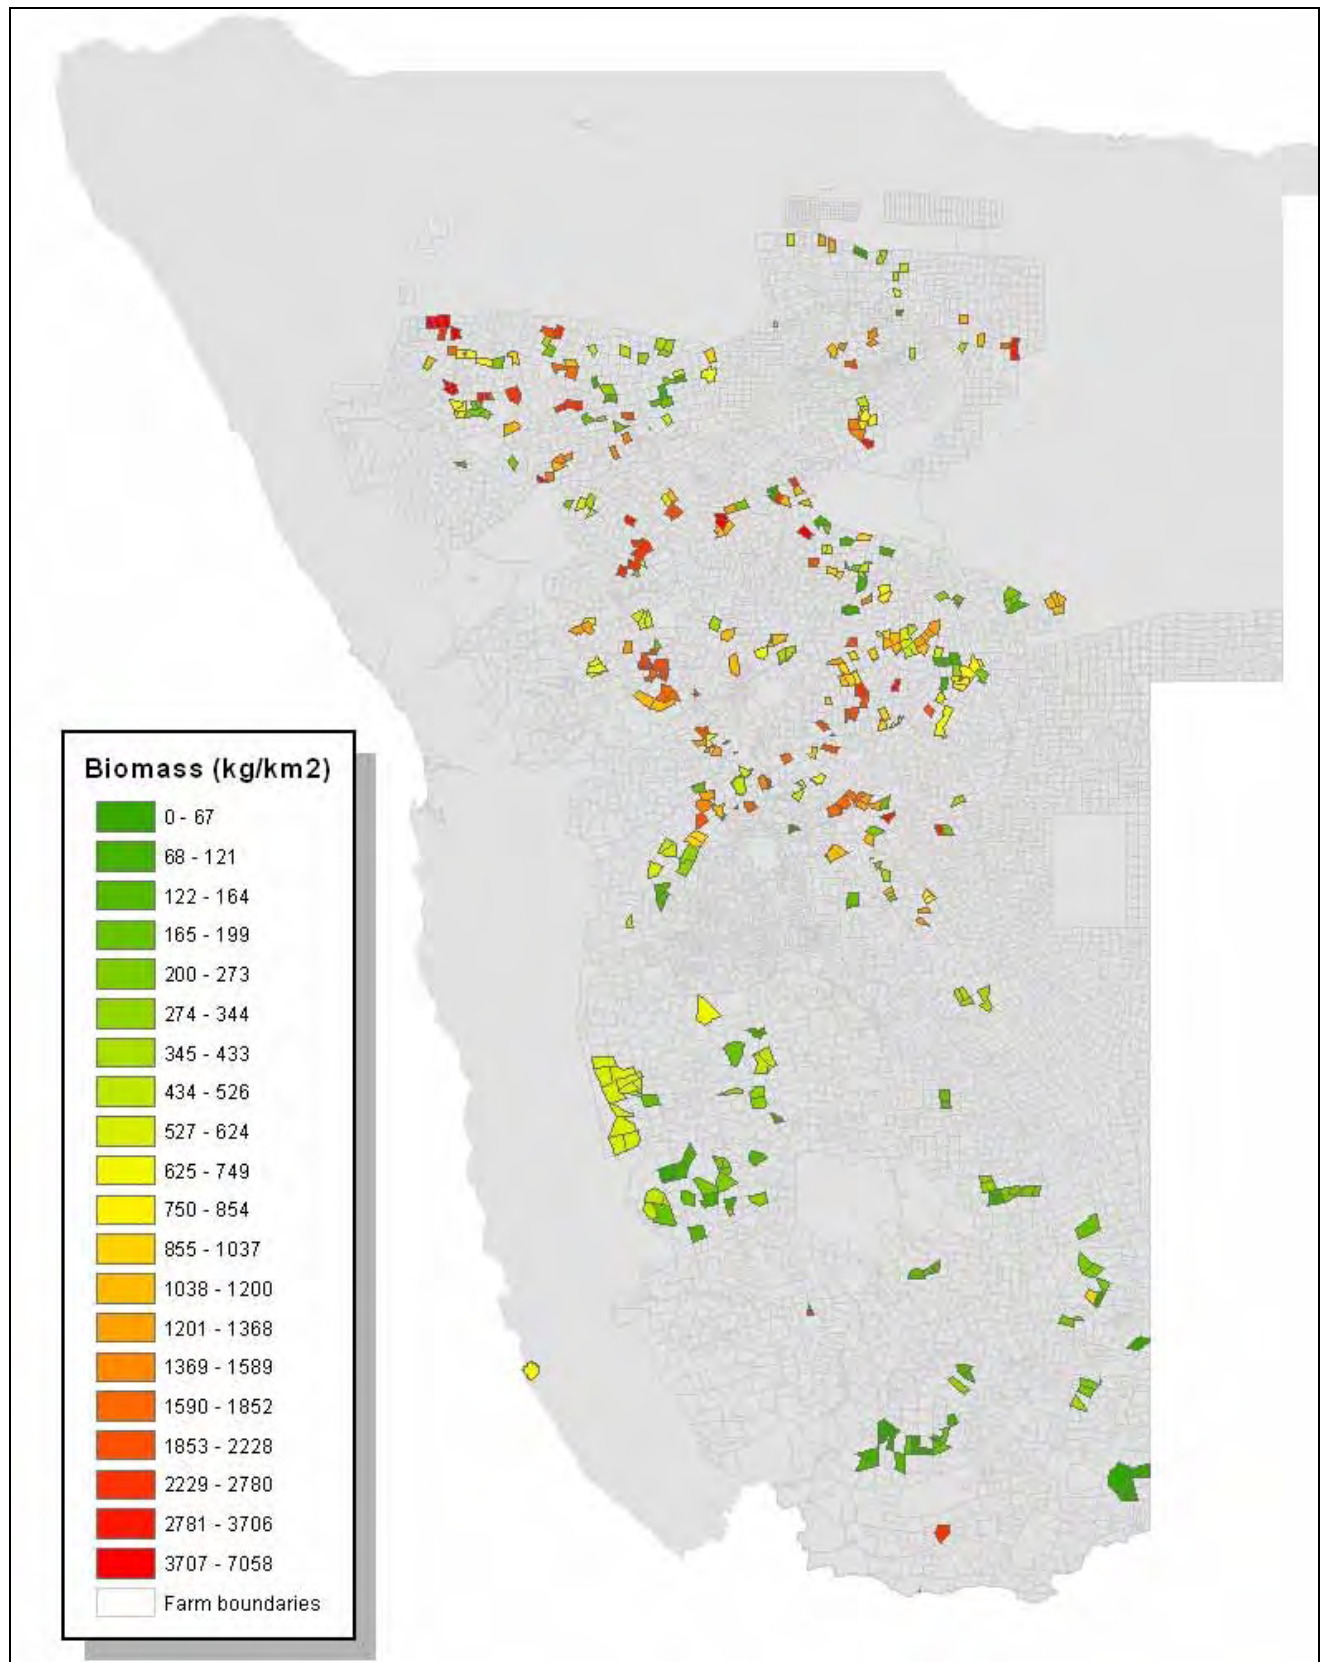 Biomass (kg/km2)
0 - 67
68 - 121
122 - 164
165 - 199
200 - 273
274 - 344
345 - 433
434 - 526
527 - 624
625 - 749
750 - 854
855 - 1037
1038 - 1200
1201 - 1368
1369 - 1589
1590 - 1852
1853 - 2228
2229 - 2780
2781 - 3706
3707 - 7058
Farm boundaries